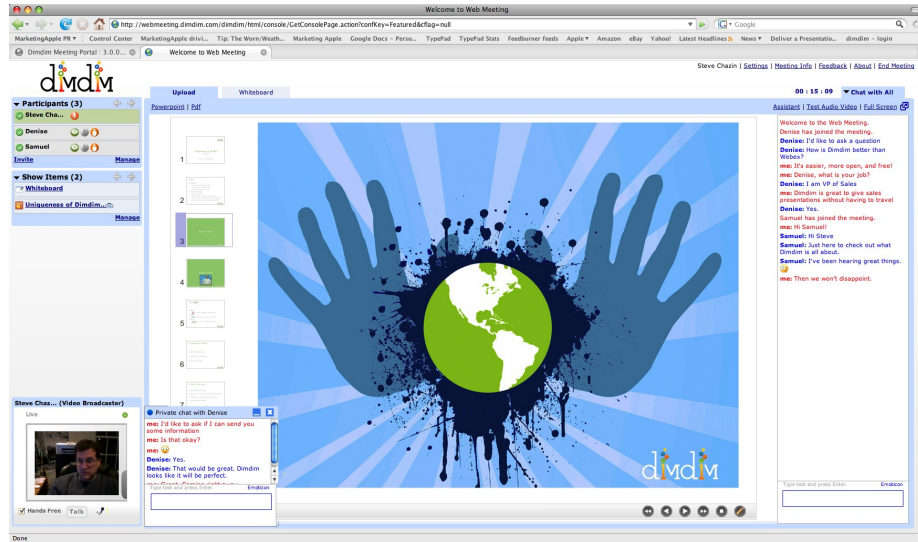 Welcome to Web Meeting
http://webmeeting.dimdim.com/dimdim/html/console/GetConsolePage.action?confKey=Featured&cflag=null
Google
MarketingApple PR Control Center MarketingApple drivi... Tip: The Worn/Weath... Marketing Apple Google Docs – Perso... TypePad TypePad Stats Feedburner feeds Apple Amazon eBay Yahoo! Latest Headlines News Deliver a Presentatio... dimdim – login
Dimdim Meeting Portal : 3.0.0... Welcome to Web Meeting
Steve Chazin | Settings | Meeting Info | Feedback | About | End Meeting
dimdim
Upload Whiteboard
00 : 15 : 09 Chat with All
Participants (3)
Powerpoint | Pdf
Assistant | Test Audio Video | Full Screen
Steve Cha...
Denise
Samuel
Invite Manage
Show Items (2)
Whiteboard
Uniqueness of Dimdim...
Manage
1
2
3
4
5
6
7
Welcome to the Web Meeting.
Denise has joined the meeting.
Denise: I'd like to ask a question
Denise: How is Dimdim better than
Webex?
me: It's easier, more open, and free!
me: Denise, what is your job?
Denise: I am VP of Sales
me: Dimdim is great to give sales
presentations without having to travel
Denise: Yes.
Samuel has joined the meeting.
me: Hi Samuel!
Samuel: Hi Steve
Samuel: Just here to check out what
Dimdim is all about.
Samuel: I've been hearing great things.
me: Then we won't disappoint.
Steve Chaz... (Video Broadcaster)
Live
Hands Free Talk
Private chat with Denise
me: I'd like to ask if I can send you
some information
me: Is that okay?
me:
Denise: Yes.
Denise: That would be great. Dimdim
looks like it will be perfect.
Type text and press Enter. Emoticon
dimdim
Type text and press Enter. Emoticon
Done